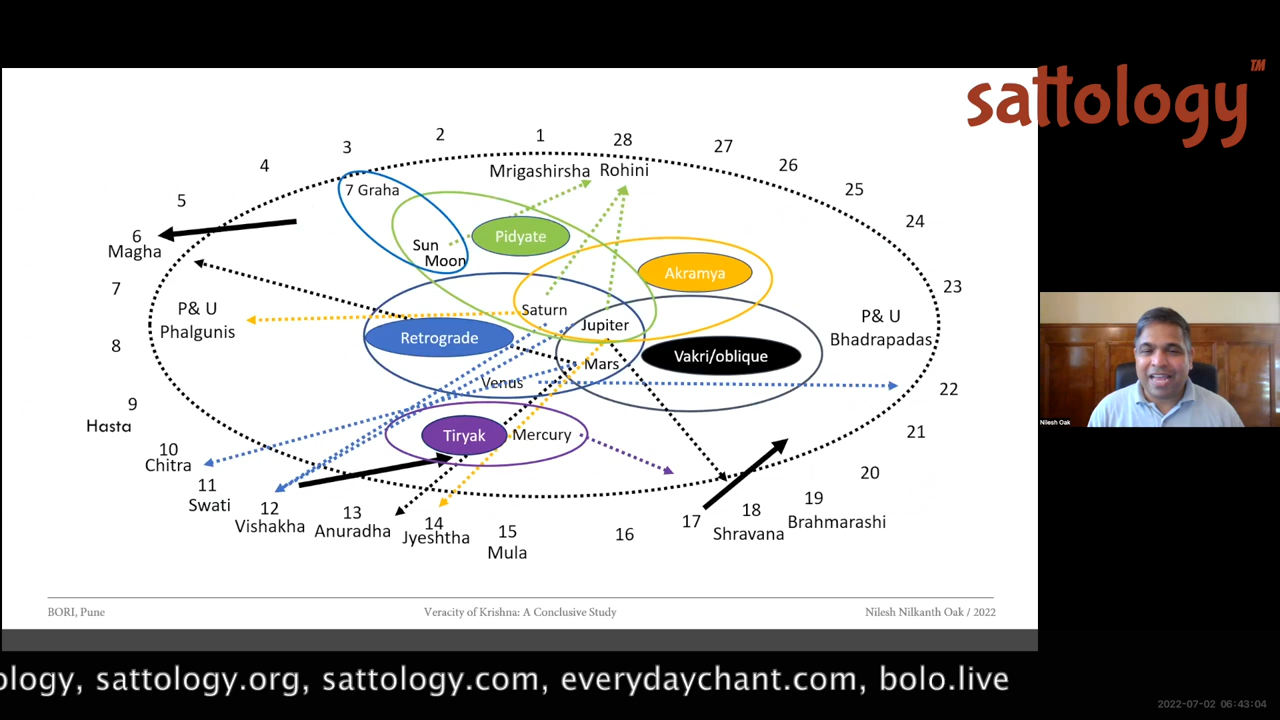 sattology™
2
1
28
27
3
4
26
5
25
24
6
Mrigashirsha Rohini
7 Graha
Magha
Sun
Moon
Pidyate
Akramya
7
23
P& U
Phalgunis
Saturn
Jupiter
P& U
Bhadrapadas
8
Retrograde
Mars
Vakri/oblique
Venus
22
9
Hasta
Tiryak
Mercury
21
10
Chitra
20
11
Swati
12
Vishakha
13
Anuradha
14
Jyeshtha
15
Mula
16
17
18
Shravana
19
Brahmarashi
BORI, Pune
Veracity of Krishna: A Conclusive Study
Nilesh Nilkanth Oak / 2022
Nilesh Oak
ology, sattology.org, sattology.com, everydaychant.com, bolo.live
2022-07-02 06:43:04